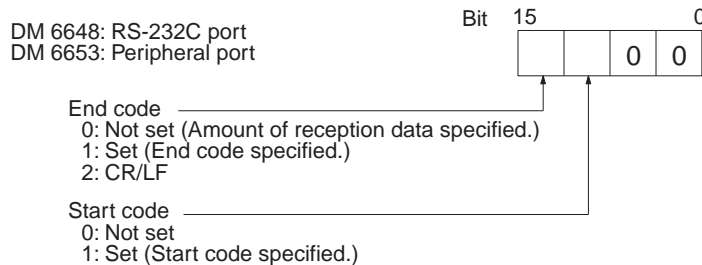 DM 6648: RS-232C port
DM 6653: Peripheral port
Bit 15 0
0 0
End code
0: Not set (Amount of reception data specified.)
1: Set (End code specified.)
2: CR/LF
Start code
0: Not set
1: Set (Start code specified.)